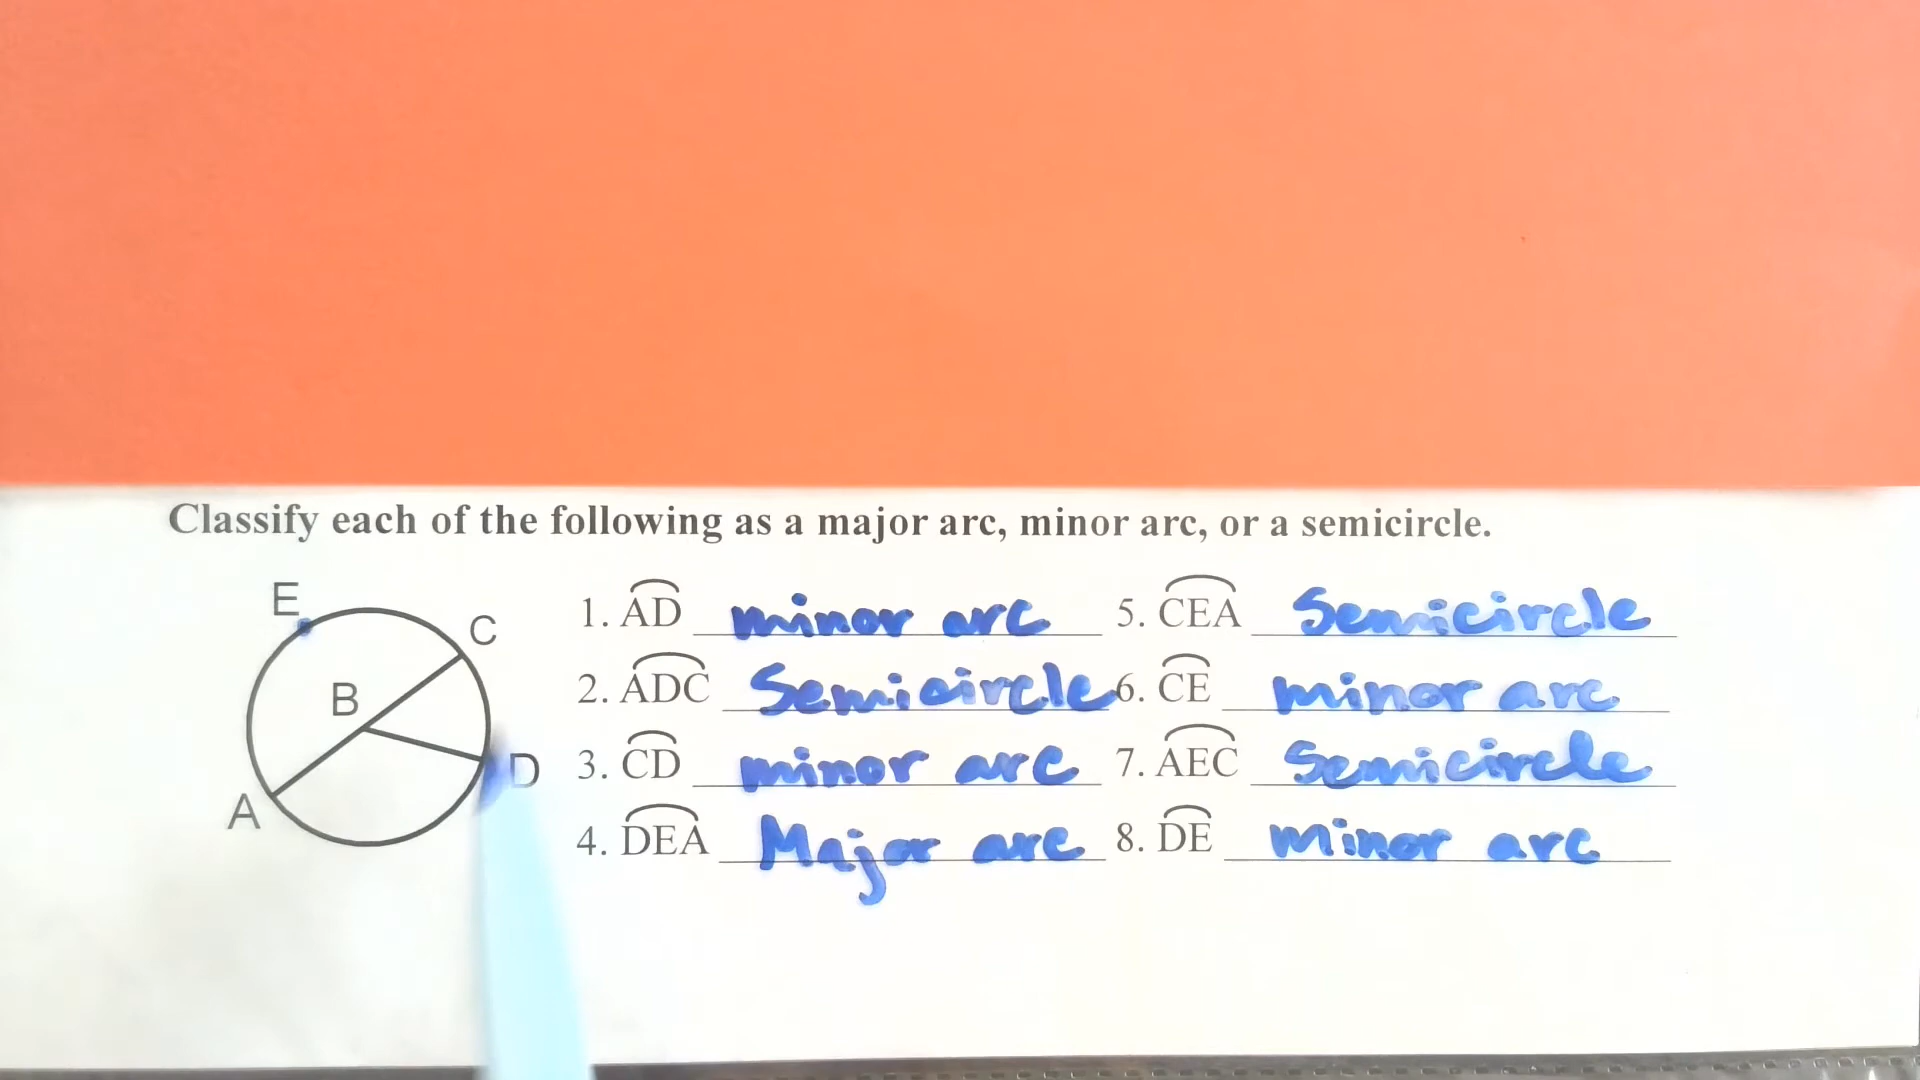 Classify each of the following as a major arc, minor arc, or a semicircle.
E
C
B
D
A
1. AD minor arc
2. ADC Semicircle
3. CD minor arc
4. DEA Major arc
5. CEA Semicircle
6. CE minor arc
7. AEC Semicircle
8. DE minor arc